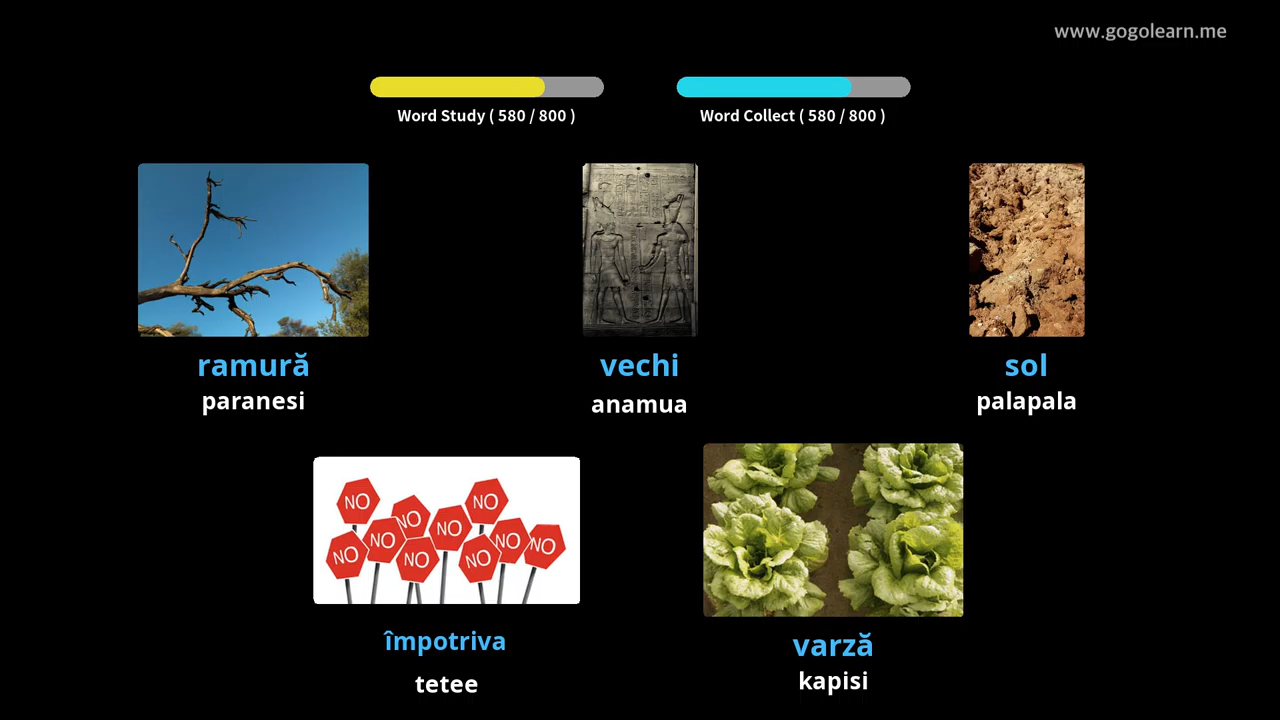 www.gogolearn.me
Word Study ( 580 / 800 )
Word Collect ( 580 / 800 )
ramură
paranesi
vechi
anamua
sol
palapala
NO
NO
NO
NO
NO
NO
NO
NO
NO
NO
împotriva
tetee
varză
kapisi